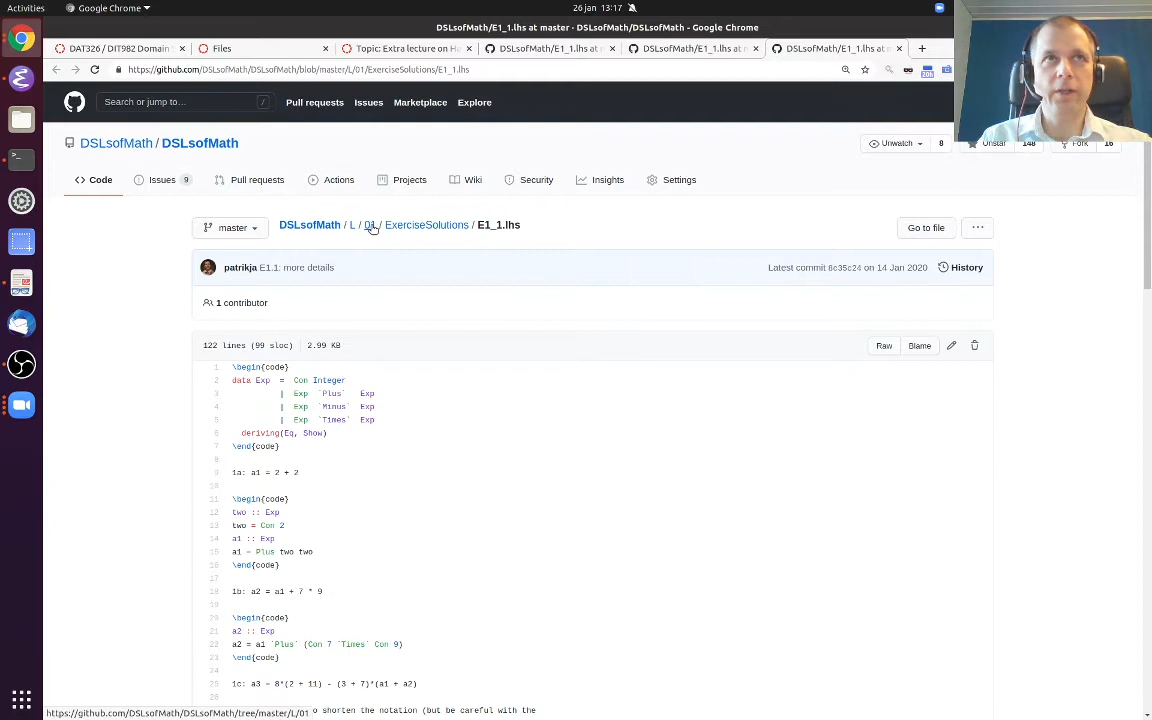 Activities
Google Chrome
26 jan 13:17
DSLsofMath/E1_1.lhs at master · DSLsofMath/DSLsofMath - Google Chrome
DAT326 / DIT982 Domain
Files
Topic: Extra lecture on Ha
DSLsofMath/E1_1.lhs at m
DSLsofMath/E1_1.lhs at m
DSLsofMath/E1_1.lhs at m
https://github.com/DSLsofMath/DSLsofMath/blob/master/L/01/ExerciseSolutions/E1_1.lhs
Search or jump to…
/
Pull requests
Issues
Marketplace
Explore
DSLsofMath / DSLsofMath
Unwatch
8
Unstar
148
Fork
16
Code
Issues 9
Pull requests
Actions
Projects
Wiki
Security
Insights
Settings
master
DSLsofMath / L / 01 / ExerciseSolutions / E1_1.lhs
Go to file
patrikja E1.1: more details
Latest commit 8c35c24 on 14 Jan 2020
History
1 contributor
122 lines (99 sloc)
2.99 KB
Raw
Blame
1 \begin{code}
2 data Exp = Con Integer
3 | Exp `Plus` Exp
4 | Exp `Minus` Exp
5 | Exp `Times` Exp
6 deriving(Eq, Show)
7 \end{code}
8
9 1a: a1 = 2 + 2
10
11 \begin{code}
12 two :: Exp
13 two = Con 2
14 a1 :: Exp
15 a1 = Plus two two
16 \end{code}
17
18 1b: a2 = a1 + 7 * 9
19
20 \begin{code}
21 a2 :: Exp
22 a2 = a1 `Plus` (Con 7 `Times` Con 9)
23 \end{code}
24
25 1c: a3 = 8*(2 + 11) - (3 + 7)*(a1 + a2)
26
o shorten the notation (but be careful with the
https://github.com/DSLsofMath/DSLsofMath/tree/master/L/01